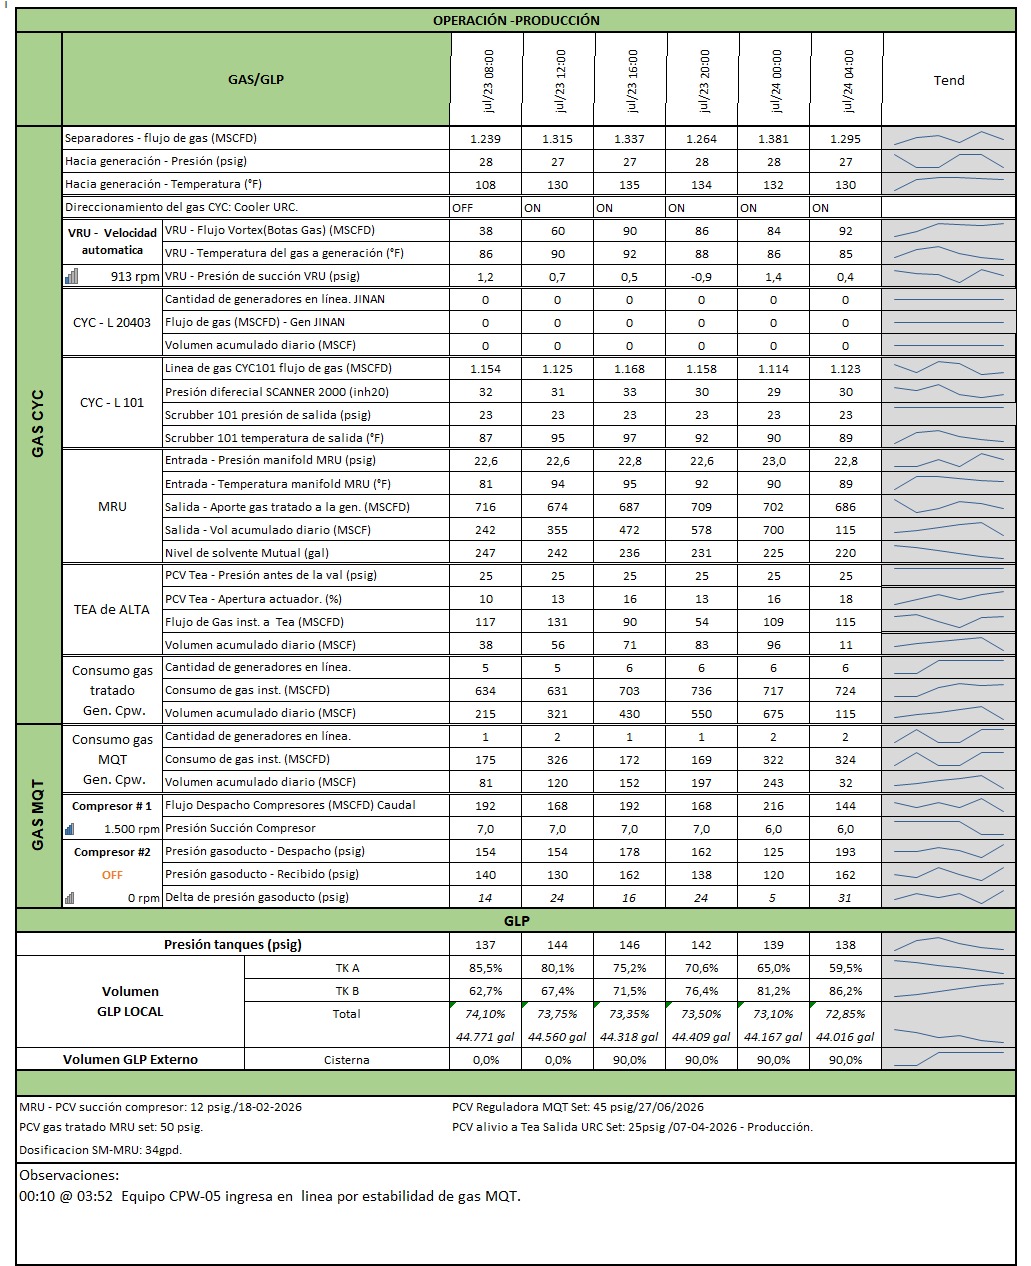 OPERACIÓN -PRODUCCIÓN
GAS/GLP jul/23 08:00 jul/23 12:00 jul/23 16:00 jul/23 20:00 jul/24 00:00 jul/24 04:00 Tend
GAS CYC
Separadores - flujo de gas (MSCFD) 1.239 1.315 1.337 1.264 1.381 1.295
Hacia generación - Presión (psig) 28 27 27 28 28 27
Hacia generación - Temperatura (°F) 108 130 135 134 132 130
Direccionamiento del gas CYC: Cooler URC. OFF ON ON ON ON ON
VRU - Velocidad automatica
913 rpm
VRU - Flujo Vortex(Botas Gas) (MSCFD) 38 60 90 86 84 92
VRU - Temperatura del gas a generación (°F) 86 90 92 88 86 85
VRU - Presión de succión VRU (psig) 1,2 0,7 0,5 -0,9 1,4 0,4
CYC - L 20403
Cantidad de generadores en línea. JINAN 0 0 0 0 0 0
Flujo de gas (MSCFD) - Gen JINAN 0 0 0 0 0 0
Volumen acumulado diario (MSCF) 0 0 0 0 0 0
CYC - L 101
Linea de gas CYC101 flujo de gas (MSCFD) 1.154 1.125 1.168 1.158 1.114 1.123
Presión diferecial SCANNER 2000 (inh20) 32 31 33 30 29 30
Scrubber 101 presión de salida (psig) 23 23 23 23 23 23
Scrubber 101 temperatura de salida (°F) 87 95 97 92 90 89
MRU
Entrada - Presión manifold MRU (psig) 22,6 22,6 22,8 22,6 23,0 22,8
Entrada - Temperatura manifold MRU (°F) 81 94 95 92 90 89
Salida - Aporte gas tratado a la gen. (MSCFD) 716 674 687 709 702 686
Salida - Vol acumulado diario (MSCF) 242 355 472 578 700 115
Nivel de solvente Mutual (gal) 247 242 236 231 225 220
TEA de ALTA
PCV Tea - Presión antes de la val (psig) 25 25 25 25 25 25
PCV Tea - Apertura actuador. (%) 10 13 16 13 16 18
Flujo de Gas inst. a Tea (MSCFD) 117 131 90 54 109 115
Volumen acumulado diario (MSCF) 38 56 71 83 96 11
Consumo gas tratado Gen. Cpw.
Cantidad de generadores en línea. 5 5 6 6 6 6
Consumo de gas inst. (MSCFD) 634 631 703 736 717 724
Volumen acumulado diario (MSCF) 215 321 430 550 675 115
GAS MQT
Consumo gas MQT Gen. Cpw.
Cantidad de generadores en línea. 1 2 1 1 2 2
Consumo de gas inst. (MSCFD) 175 326 172 169 322 324
Volumen acumulado diario (MSCF) 81 120 152 197 243 32
Compresor # 1
1.500 rpm
Flujo Despacho Compresores (MSCFD) Caudal 192 168 192 168 216 144
Presión Succión Compresor 7,0 7,0 7,0 7,0 6,0 6,0
Compresor #2
OFF
0 rpm
Presión gasoducto - Despacho (psig) 154 154 178 162 125 193
Presión gasoducto - Recibido (psig) 140 130 162 138 120 162
Delta de presión gasoducto (psig) 14 24 16 24 5 31
GLP
Presión tanques (psig) 137 144 146 142 139 138
Volumen
GLP LOCAL
TK A 85,5% 80,1% 75,2% 70,6% 65,0% 59,5%
TK B 62,7% 67,4% 71,5% 76,4% 81,2% 86,2%
Total 74,10% 73,75% 73,35% 73,50% 73,10% 72,85%
44.771 gal 44.560 gal 44.318 gal 44.409 gal 44.167 gal 44.016 gal
Volumen GLP Externo Cisterna 0,0% 0,0% 90,0% 90,0% 90,0% 90,0%
MRU - PCV succión compresor: 12 psig./18-02-2026 PCV Reguladora MQT Set: 45 psig/27/06/2026
PCV gas tratado MRU set: 50 psig. PCV alivio a Tea Salida URC Set: 25psig /07-04-2026 - Producción.
Dosificacion SM-MRU: 34gpd.
Observaciones:
00:10 @ 03:52 Equipo CPW-05 ingresa en linea por estabilidad de gas MQT.